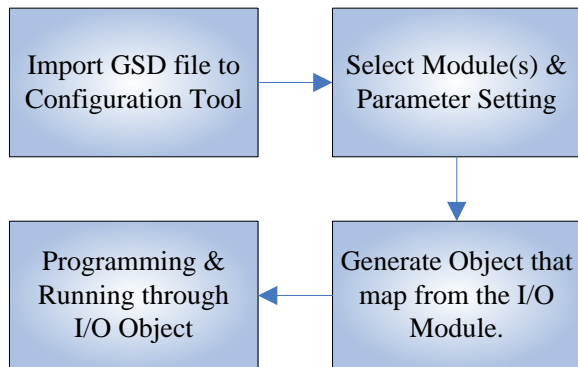 Import GSD file to
Configuration Tool
Select Module(s) &
Parameter Setting
Generate Object that
map from the I/O
Module.
Programming &
Running through
I/O Object